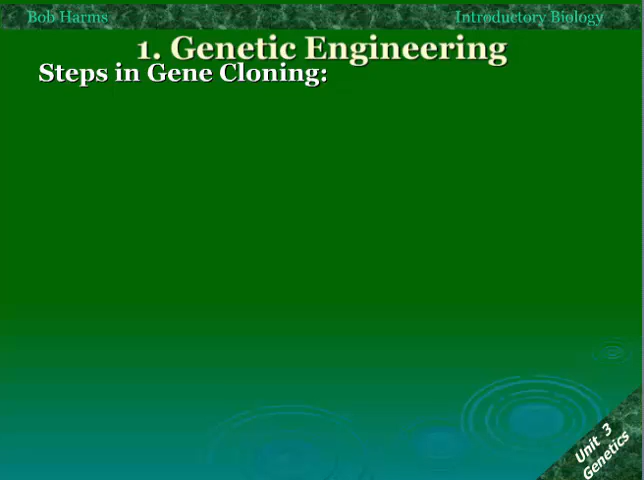 Bob Harms
Introductory Biology
1. Genetic Engineering
Steps in Gene Cloning:
Unit 3
Genetics